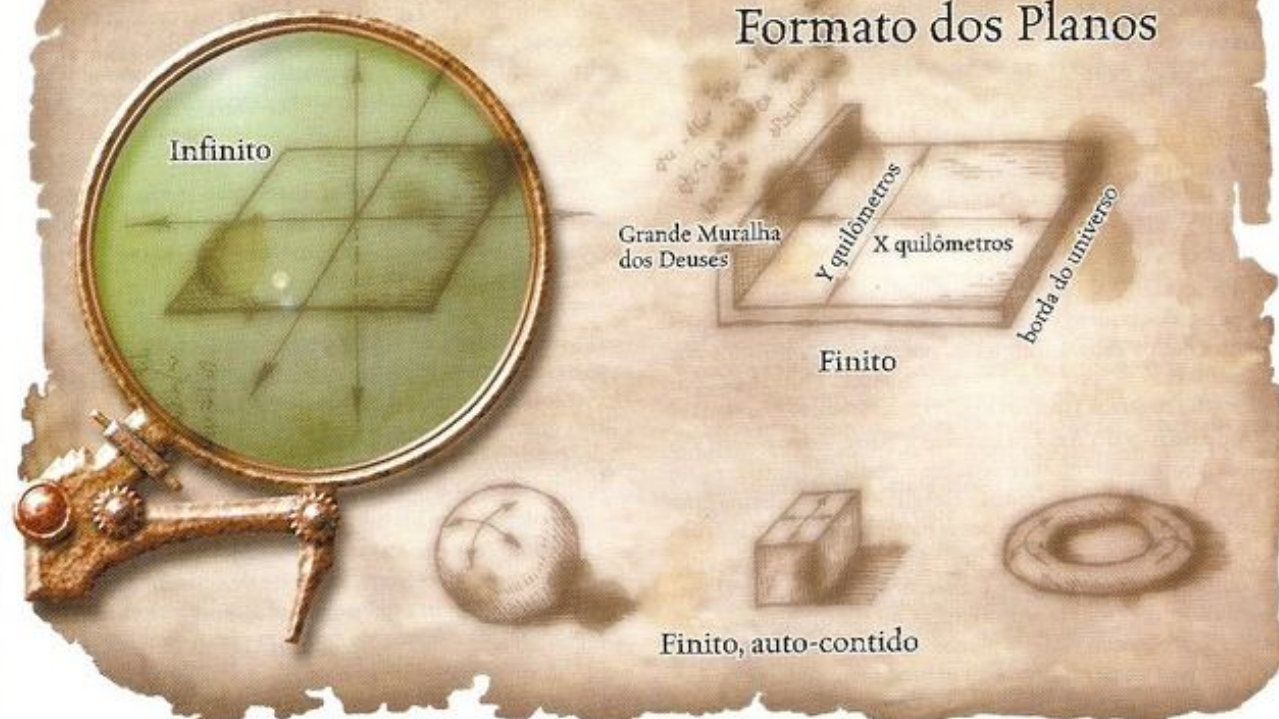 Formato dos Planos
Infinito
Grande Muralha
dos Deuses
Y quilômetros
X quilômetros
borda do universo
Finito
Finito, auto-contido